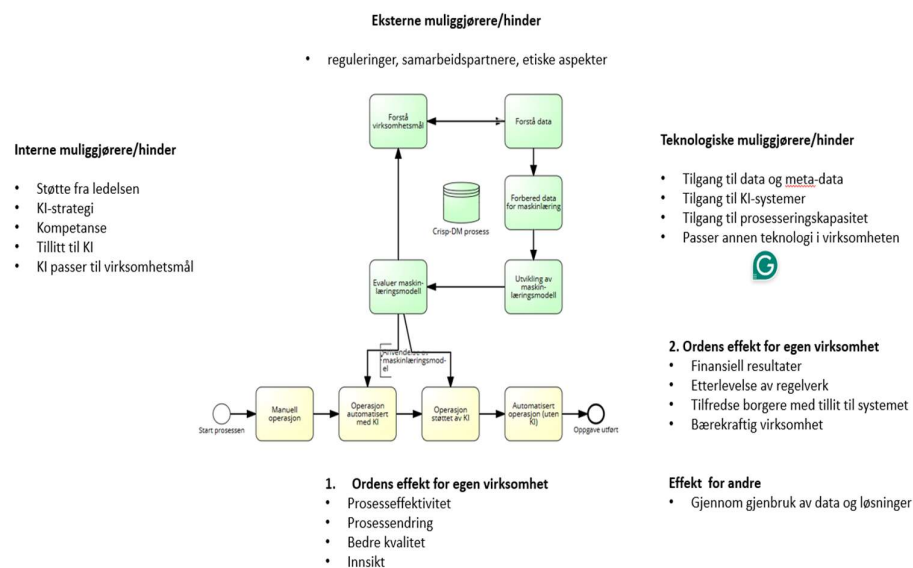 Eksterne muliggjørere/hinder
• reguleringer, samarbeidspartnere, etiske aspekter
Interne muliggjørere/hinder
• Støtte fra ledelsen
• KI-strategi
• Kompetanse
• Tillitt til KI
• KI passer til virksomhetsmål
Forstå
virksomhetsmål
Forstå data
Forbered data
for maskinlæring
Crisp-DM prosess
Evaluer maskin-
læringsmodell
Utvikling av
maskin-
læringsmodell
Teknologiske muliggjørere/hinder
• Tilgang til data og meta-data
• Tilgang til KI-systemer
• Tilgang til prosesseringskapasitet
• Passer annen teknologi i virksomheten
G
Anvendelse av
maskinlæringsmod-
el
Start prosessen
Manuell
operasjon
Operasjon
automatisert
med KI
Operasjon
støttet av KI
Automatisert
operasjon (uten
KI)
Oppgave utført
2. Ordens effekt for egen virksomhet
• Finansiell resultater
• Etterlevelse av regelverk
• Tilfredse borgere med tillit til systemet
• Bærekraftig virksomhet
1. Ordens effekt for egen virksomhet
• Prosesseffektivitet
• Prosessendring
• Bedre kvalitet
• Innsikt
Effekt for andre
• Gjennom gjenbruk av data og løsninger